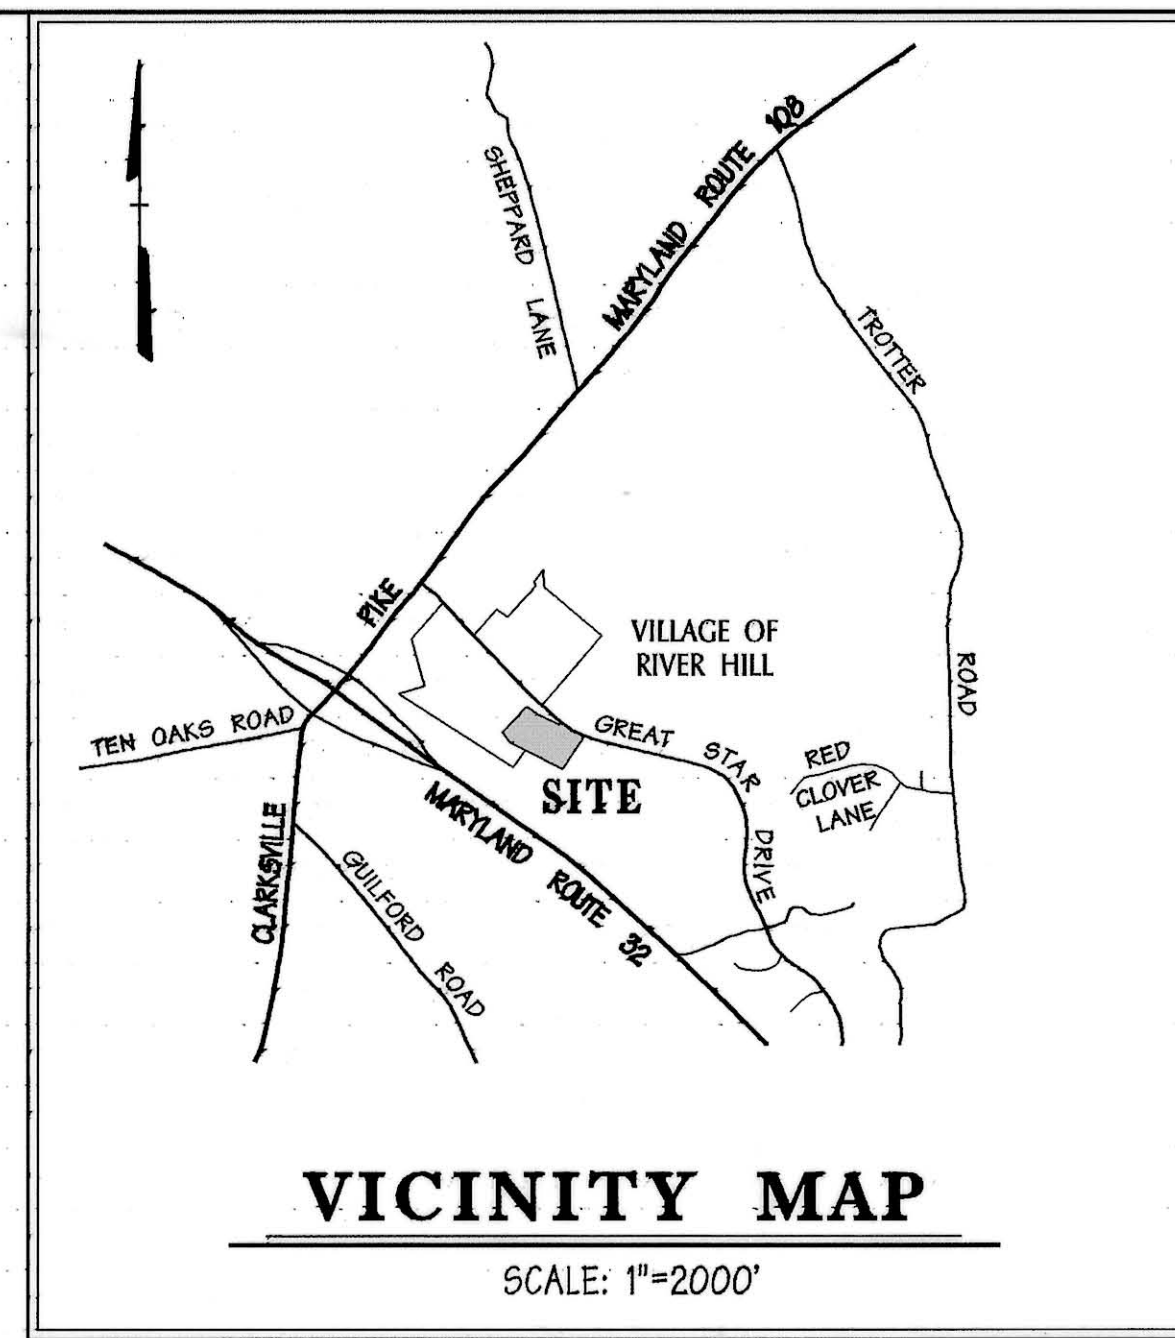 SHEPPARD LANE
MARYLAND ROUTE 108
TROTTER
ROAD
PIKE
VILLAGE OF
RIVER HILL
TEN OAKS ROAD
GREAT STAR DRIVE
RED
CLOVER
LANE
SITE
MARYLAND ROUTE 32
CLARKSVILLE
GUILFORD ROAD
VICINITY MAP
SCALE: 1"=2000'